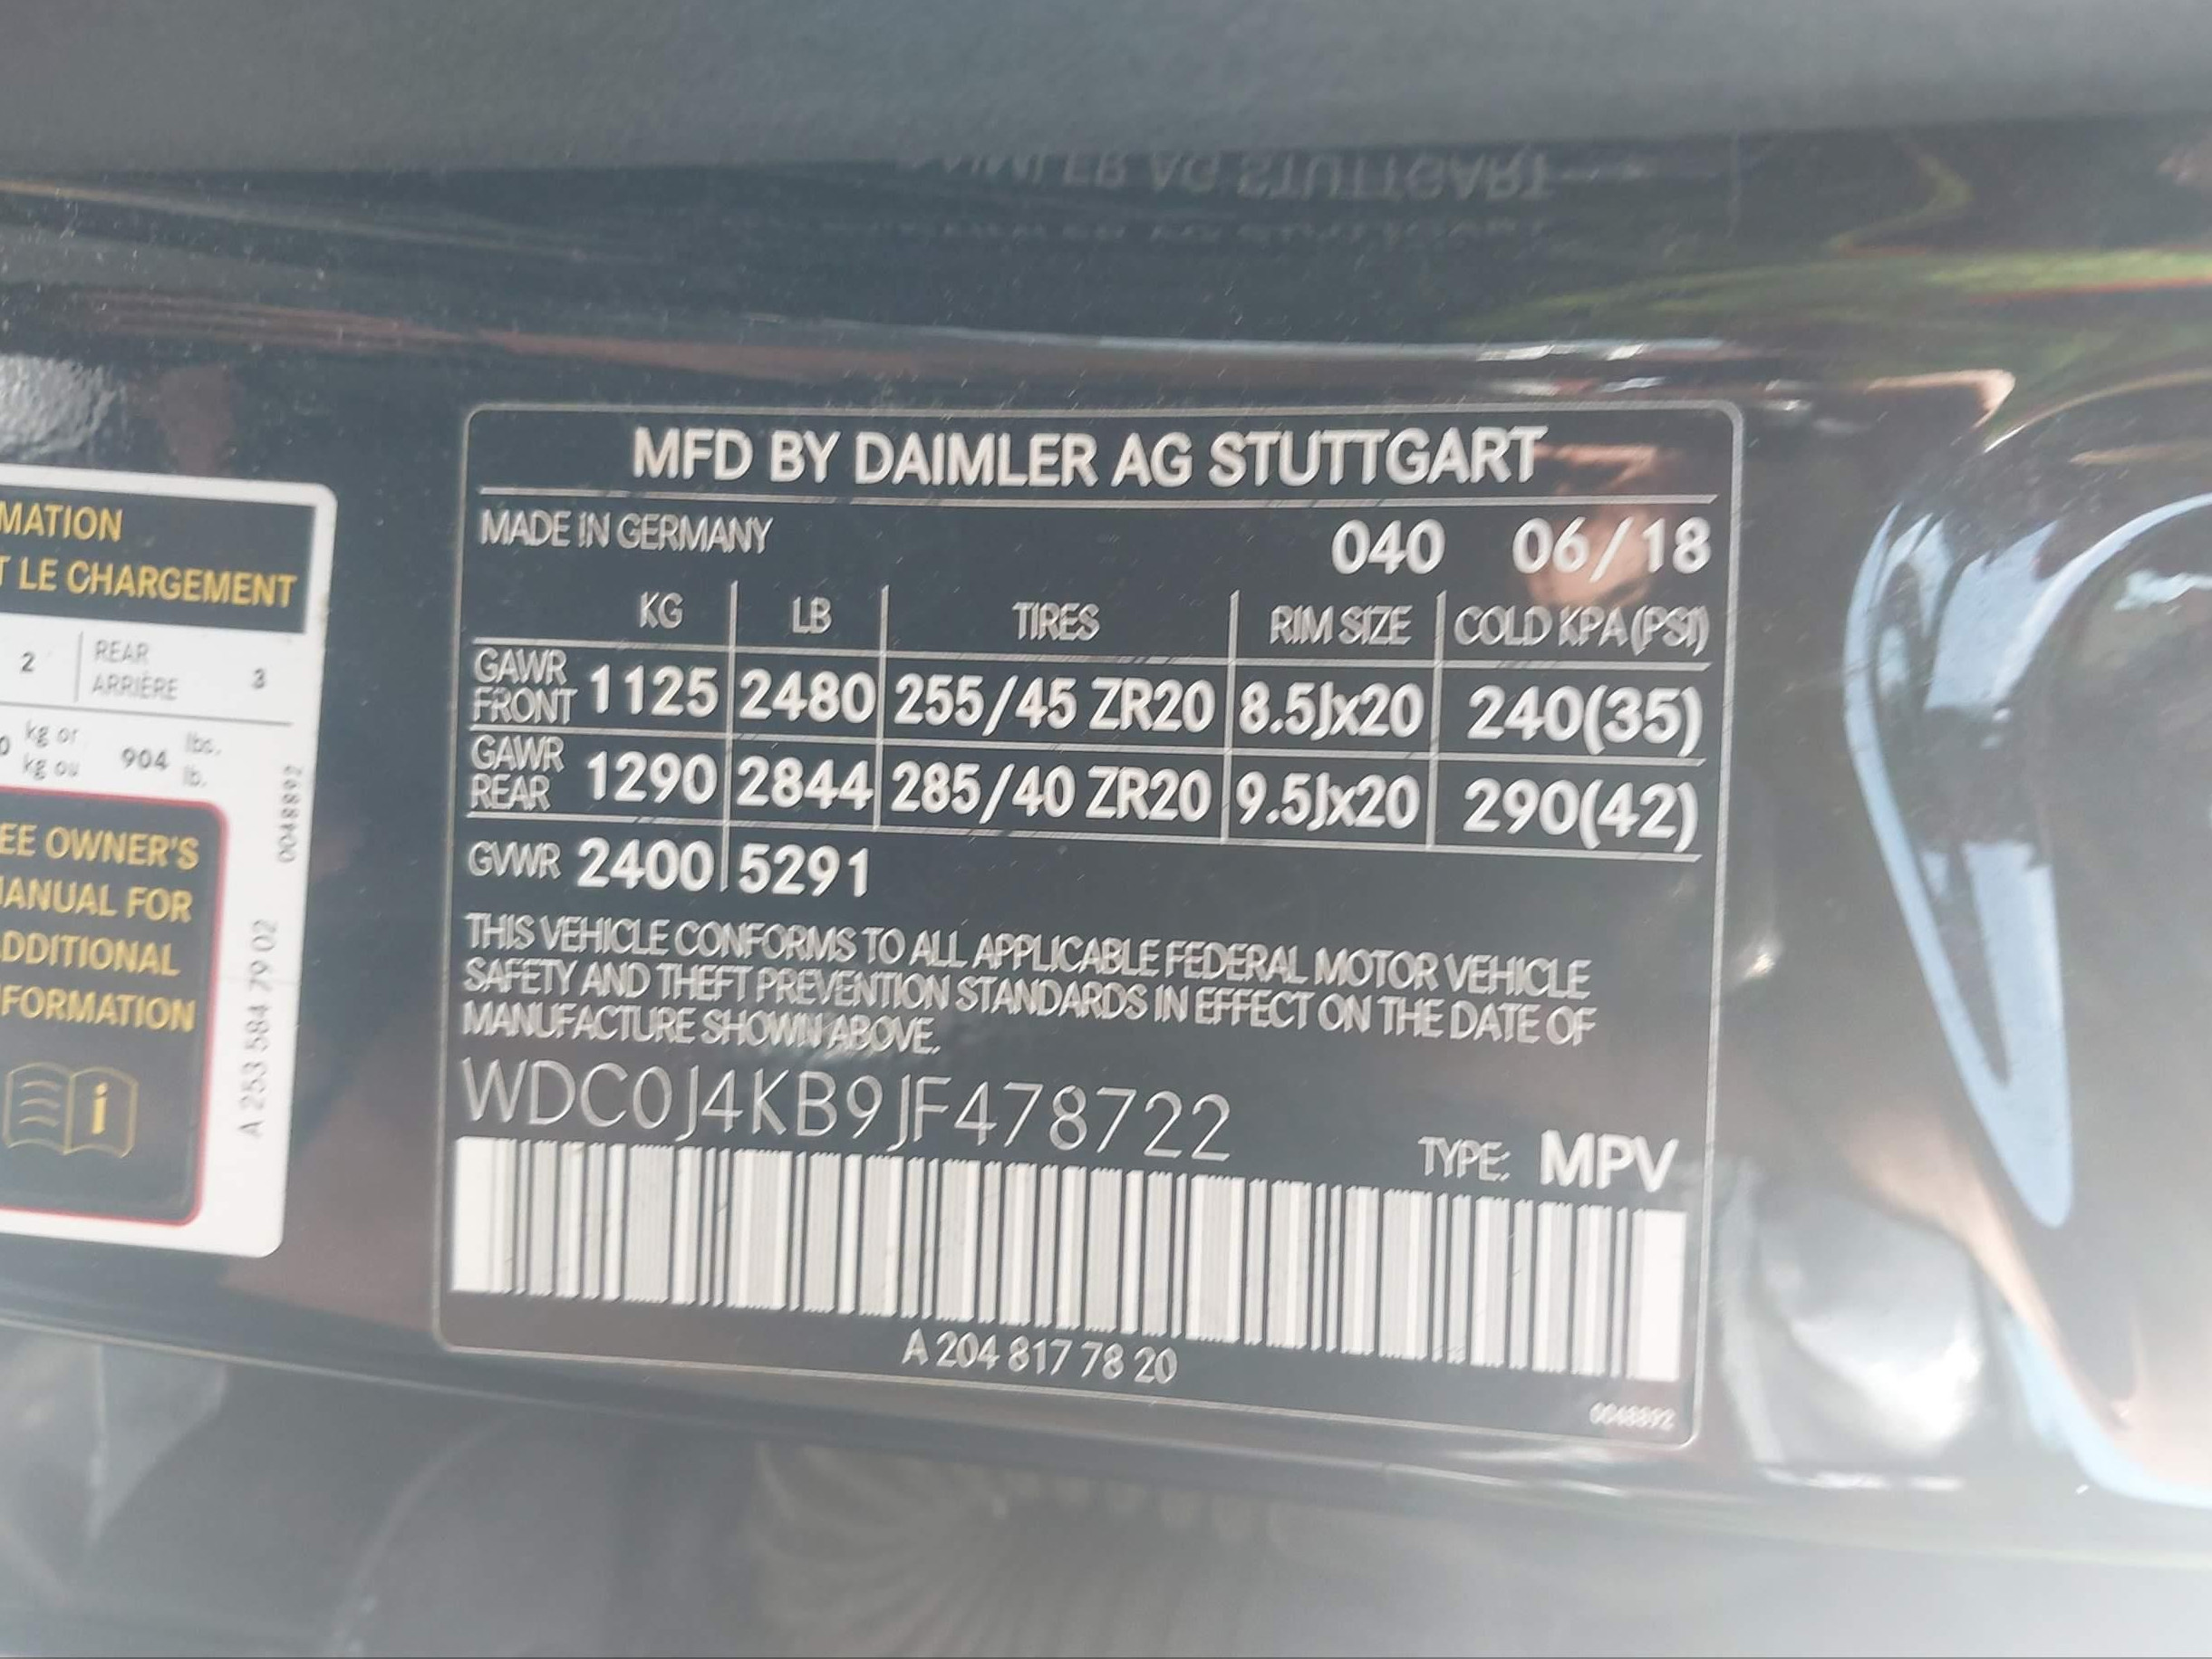 MATION
T LE CHARGEMENT
2 REAR ARRIÈRE 3
kg or kg ou 904 lbs. lb.
EE OWNER'S
ANUAL FOR
DDITIONAL
FORMATION
i
A 253 584 79 02 0048892
MFD BY DAIMLER AG STUTTGART
MADE IN GERMANY 040 06/18
KG LB TIRES RIM SIZE COLD KPA(PSI)
GAWR FRONT 1125 2480 255/45 ZR20 8.5Jx20 240(35)
GAWR REAR 1290 2844 285/40 ZR20 9.5Jx20 290(42)
GVWR 2400 5291
THIS VEHICLE CONFORMS TO ALL APPLICABLE FEDERAL MOTOR VEHICLE
SAFETY AND THEFT PREVENTION STANDARDS IN EFFECT ON THE DATE OF
MANUFACTURE SHOWN ABOVE.
WDC0J4KB9JF478722
TYPE: MPV
A 204 817 78 20
0048892